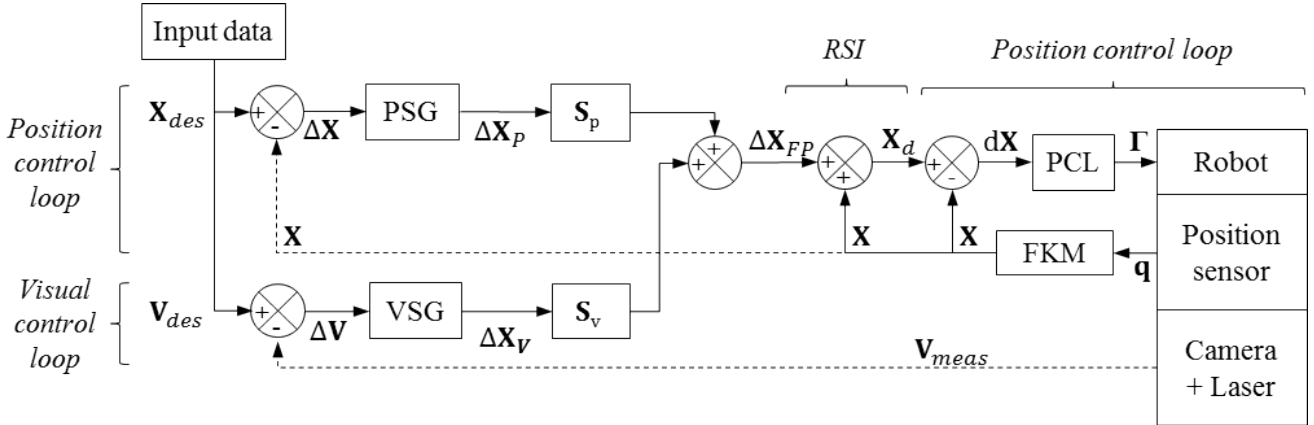 Input data
RSI
Position control loop
Position
control
loop
X_des
+
-
ΔX
PSG
ΔX_P
S_p
+
+
ΔX_FP
+
+
X_d
+
-
dX
PCL
Γ
Robot
X
X
X
FKM
q
Position
sensor
Visual
control
loop
V_des
+
-
ΔV
VSG
ΔX_V
S_v
V_meas
Camera
+ Laser